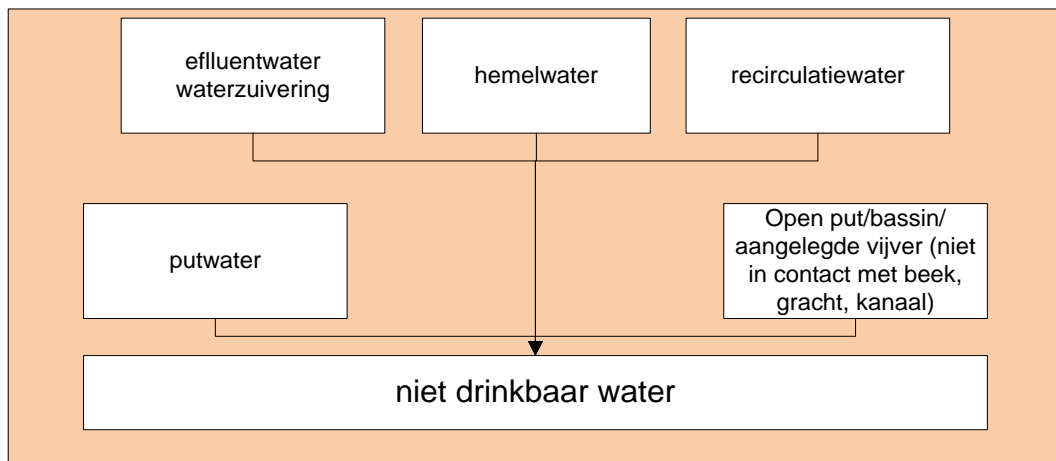 eflluentwater
waterzuivering
hemelwater
recirculatiewater
putwater
Open put/bassin/
aangelegde vijver (niet
in contact met beek,
gracht, kanaal)
niet drinkbaar water